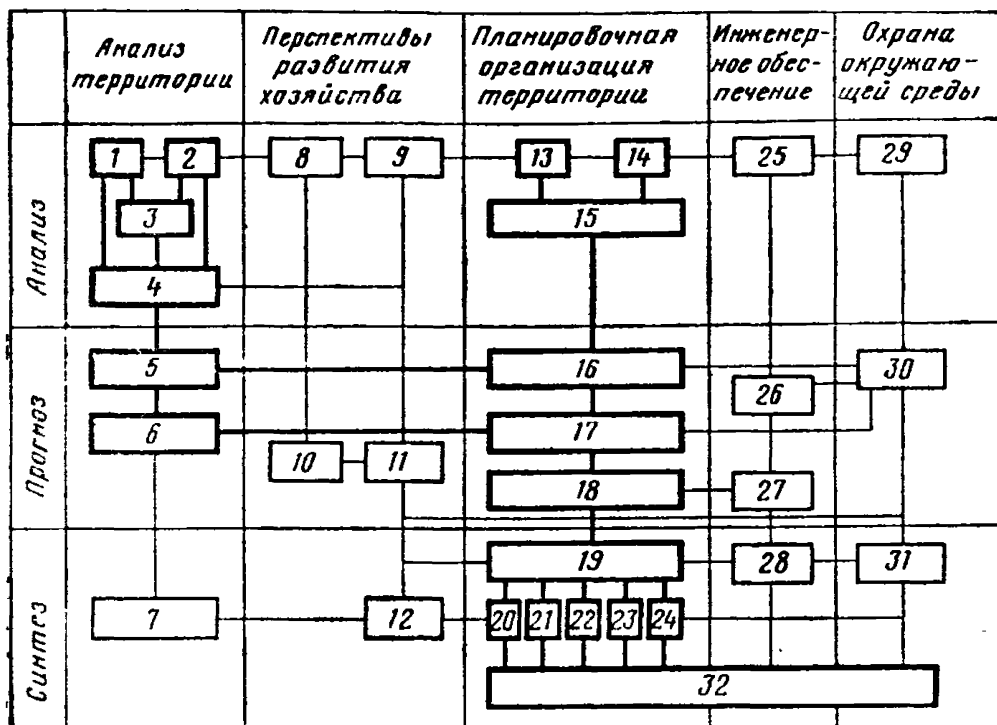 Анализ
территории
Перспективы
развития
хозяйства
Планировочная
организация
территории
Инженер-
ное обес-
печение
Охрана
окружаю-
щей среды
Анализ
1
2
8
9
13
14
25
29
3
15
4
Прогноз
5
16
30
26
6
17
10
11
18
27
Синтез
19
28
31
7
12
20
21
22
23
24
32